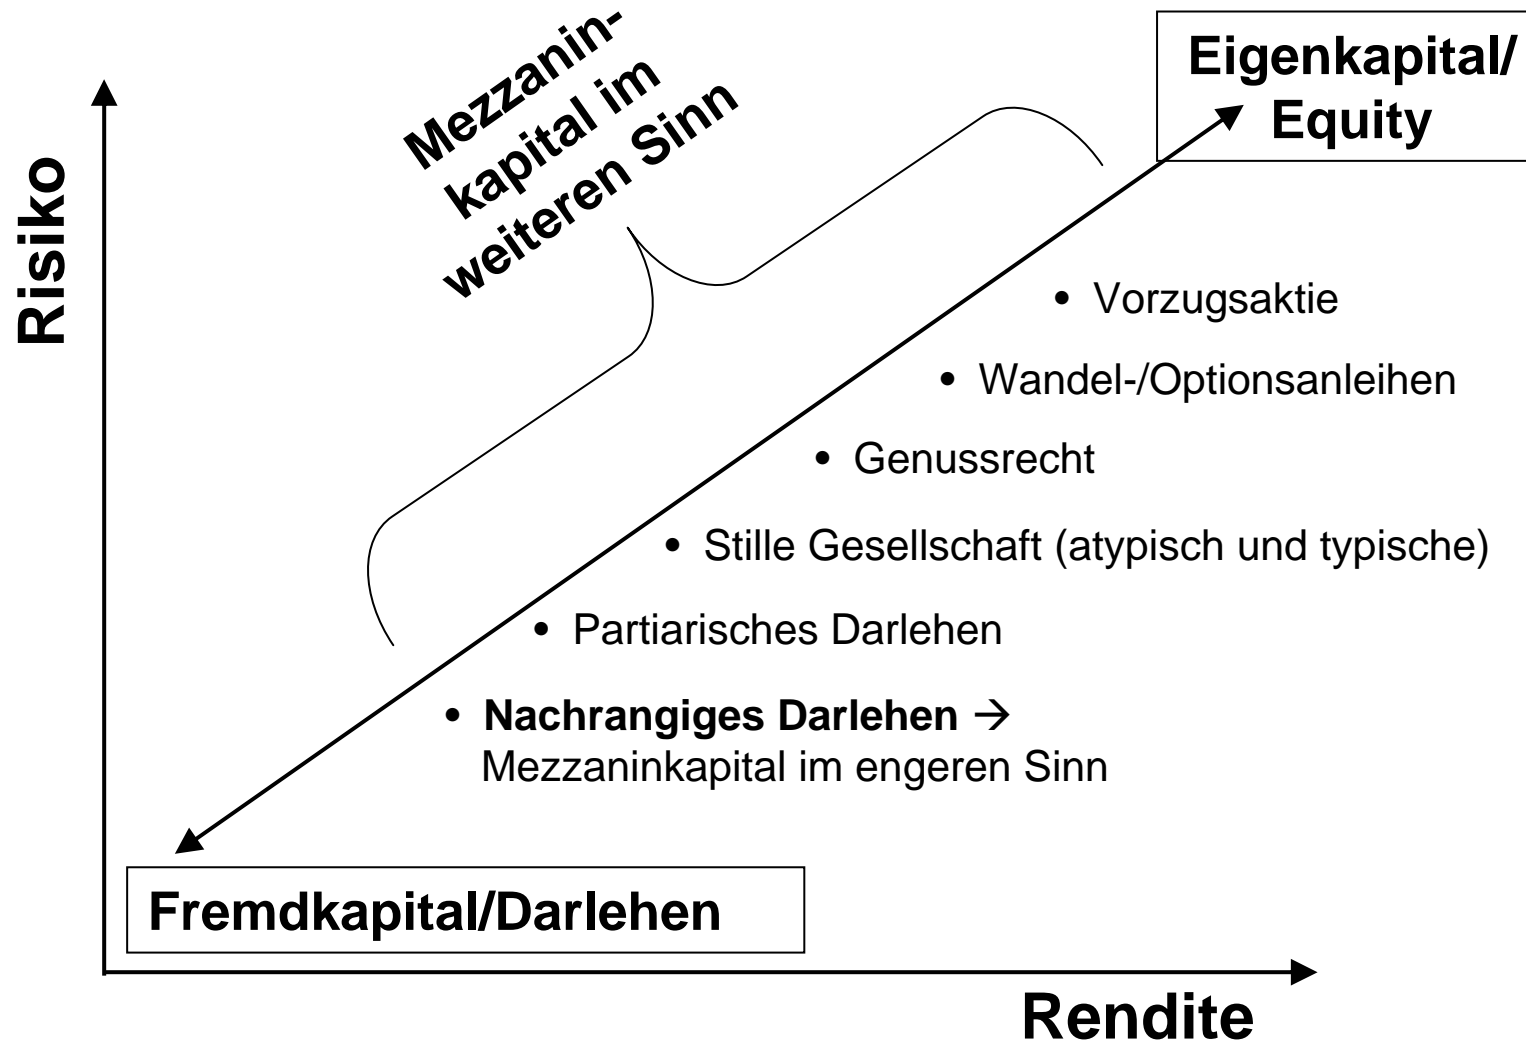 Mezzanin-
kapital im
weiteren Sinn
Eigenkapital/
Equity
Risiko
• Vorzugsaktie
• Wandel-/Optionsanleihen
• Genussrecht
• Stille Gesellschaft (atypisch und typische)
• Partiarisches Darlehen
• Nachrangiges Darlehen →
Mezzaninkapital im engeren Sinn
Fremdkapital/Darlehen
Rendite